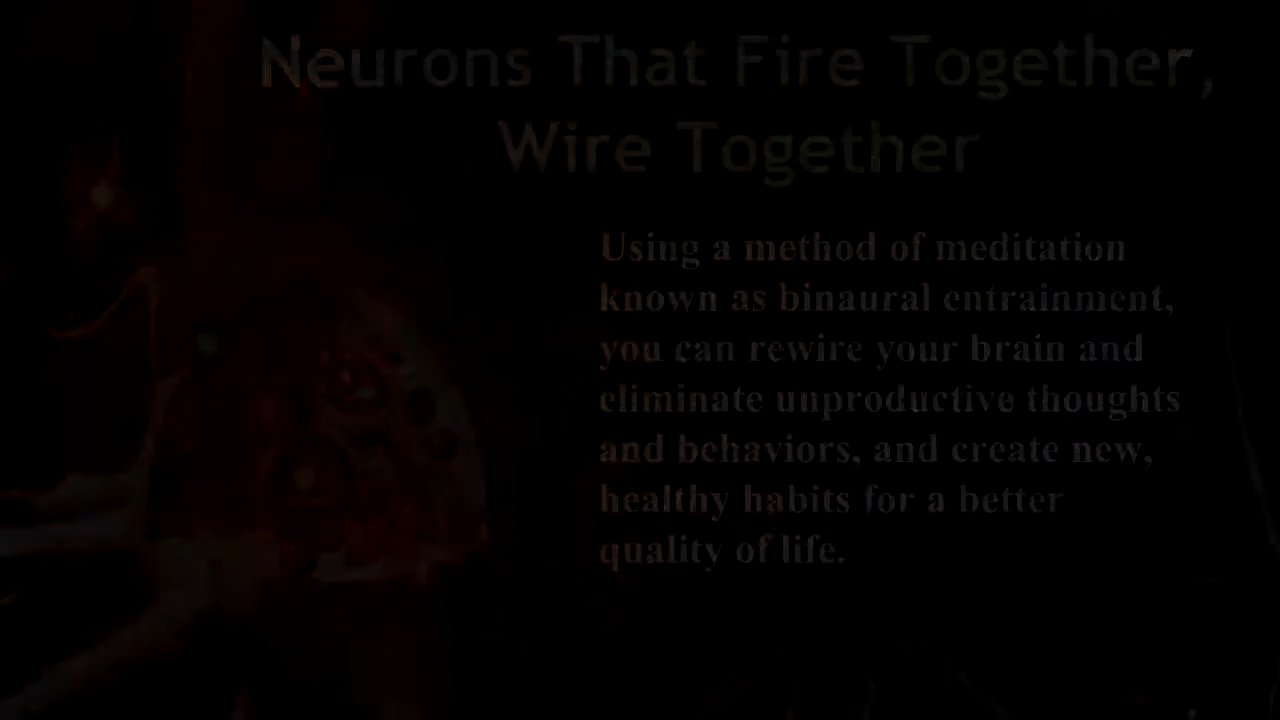 Neurons That Fire Together,
Wire Together
Using a method of meditation
known as binaural entrainment,
you can rewire your brain and
eliminate unproductive thoughts
and behaviors, and create new,
healthy habits for a better
quality of life.